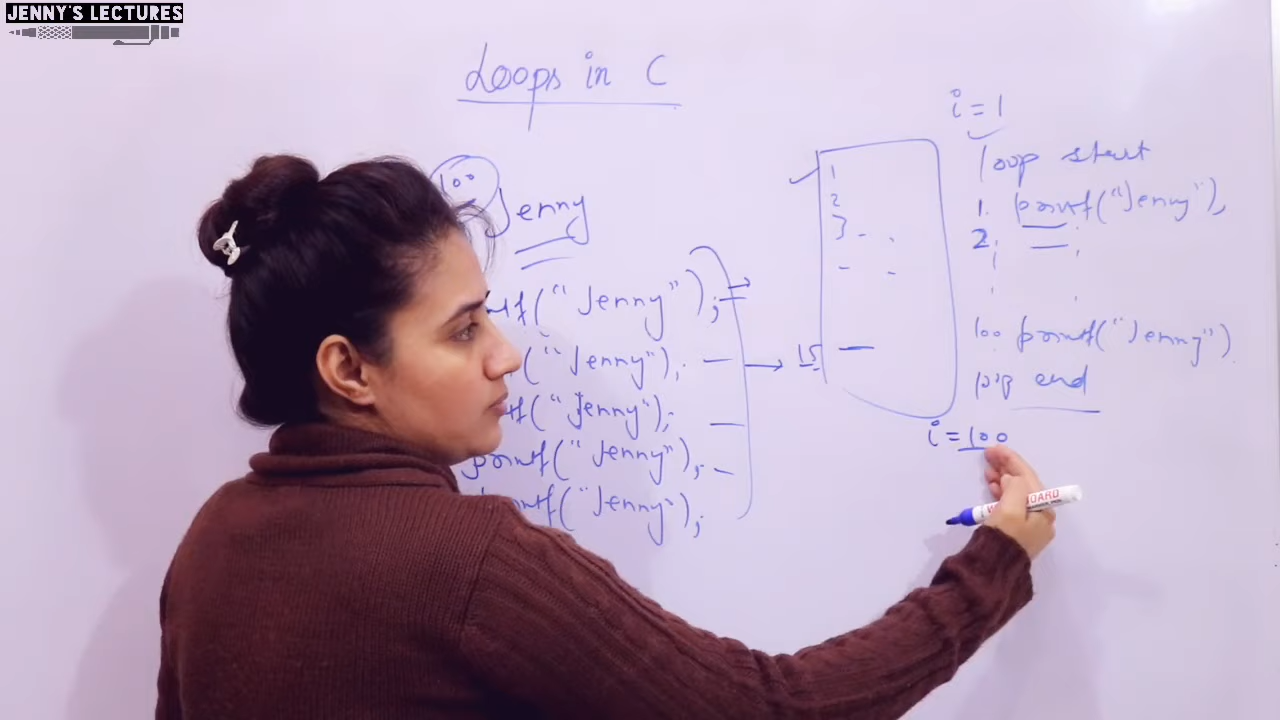 JENNY'S LECTURES
Loops in C
100
Jenny
printf("Jenny");
("Jenny");
("Jenny");
printf("Jenny");
printf("Jenny");
1
2
3
15
i = 1
loop start
1. printf("Jenny");
2.
100 printf("Jenny")
loop end
i = 100
BOARD